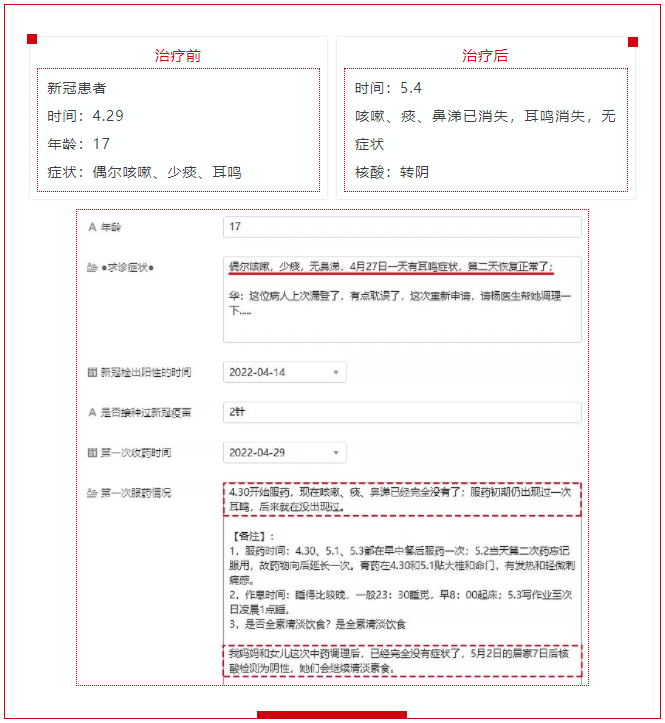 治疗前
新冠患者
时间：4.29
年龄：17
症状：偶尔咳嗽、少痰、耳鸣
治疗后
时间：5.4
咳嗽、痰、鼻涕已消失，耳鸣消失，无
症状
核酸：转阴
A 年龄
17
●求诊症状●
偶尔咳嗽，少痰，无鼻涕，4月27日一天有耳鸣症状，第二天恢复正常了；
华：这位病人上次漏登了，有点耽误了，这次重新申请，请杨医生帮她调理一
下.....
新冠检出阳性的时间
2022-04-14
A 是否接种过新冠疫苗
2针
第一次收药时间
2022-04-29
第一次服药情况
4.30开始服药，现在咳嗽、痰、鼻涕已经完全没有了；服药初期仍出现过一次
耳鸣，后来就在没出现过。
【备注】：
1，服药时间：4.30、5.1、5.3都在早中餐后服药一次；5.2当天第二次药忘记
服用，故药物向后延长一次。膏药在4.30和5.1贴大椎和命门，有发热和轻微刺
痛感。
2，作息时间：睡得比较晚，一般23：30睡觉，早8：00起床；5.3写作业至次
日凌晨1点睡。
3，是否全素清淡饮食？是全素清淡饮食
我妈妈和女儿这次中药调理后，已经完全没有症状了，5月2日的居家7日后核
酸检测为阴性，她们会继续清淡素食。